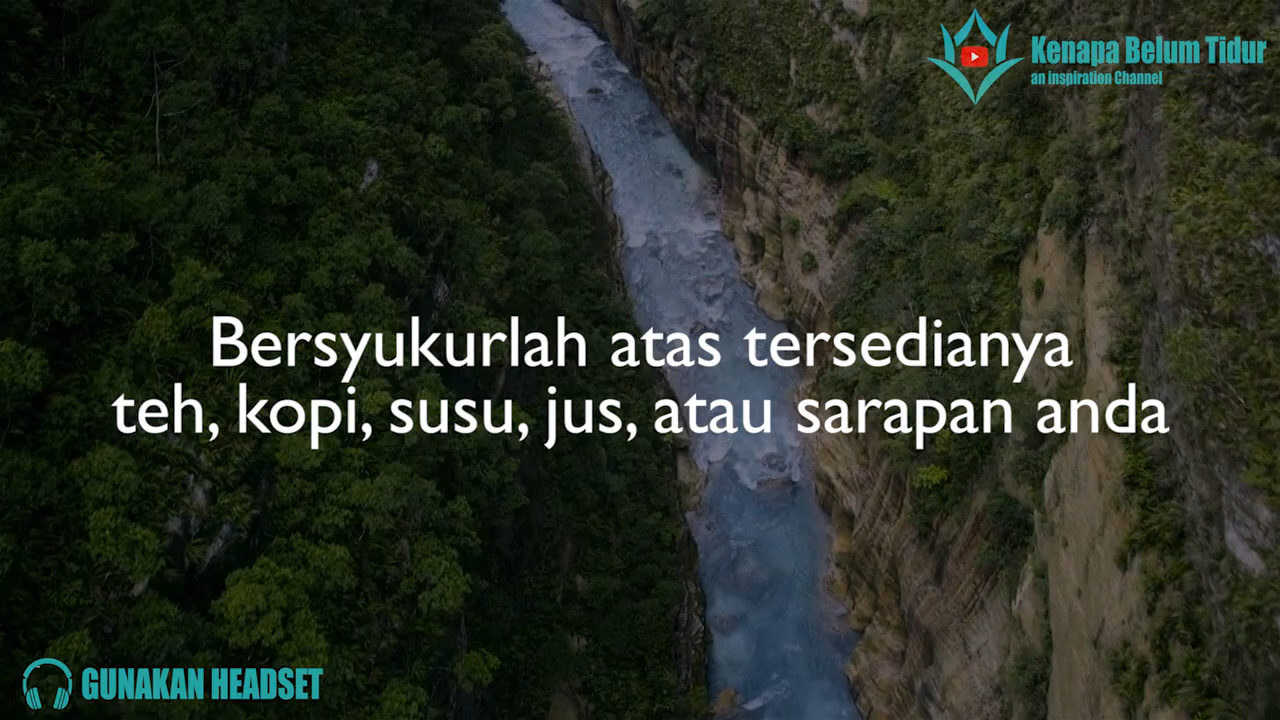 Kenapa Belum Tidur
an inspiration Channel
Bersyukurlah atas tersedianya
teh, kopi, susu, jus, atau sarapan anda
GUNAKAN HEADSET